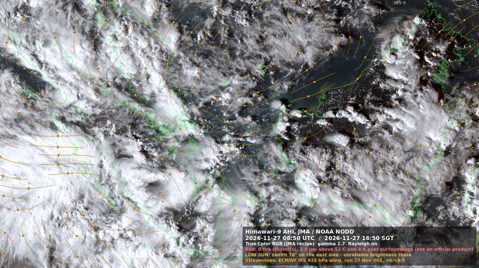 Himawari-9 AHI, JMA / NOAA NODD
2026-11-27 08:50 UTC / 2026-11-27 16:50 SGT
True Color RGB (JMA recipe) gamma 1.7 Rayleigh on
LOW SUN: zenith 76° on the east side - unreliable brightness there
Streamlines: ECMWF IFS 925 hPa wind, run 27 Nov 00Z,